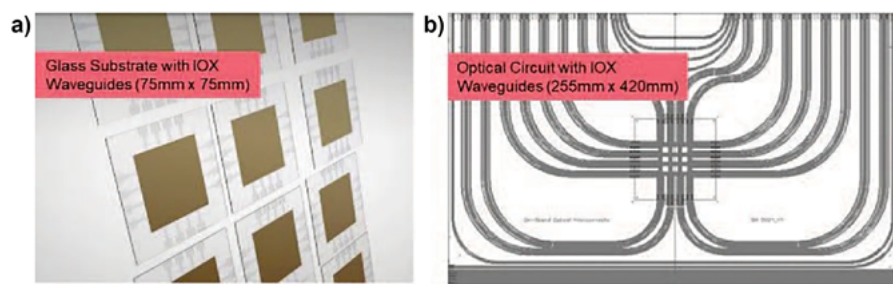 a)
Glass Substrate with IOX
Waveguides (75mm x 75mm)
b)
Optical Circuit with IOX
Waveguides (255mm x 420mm)